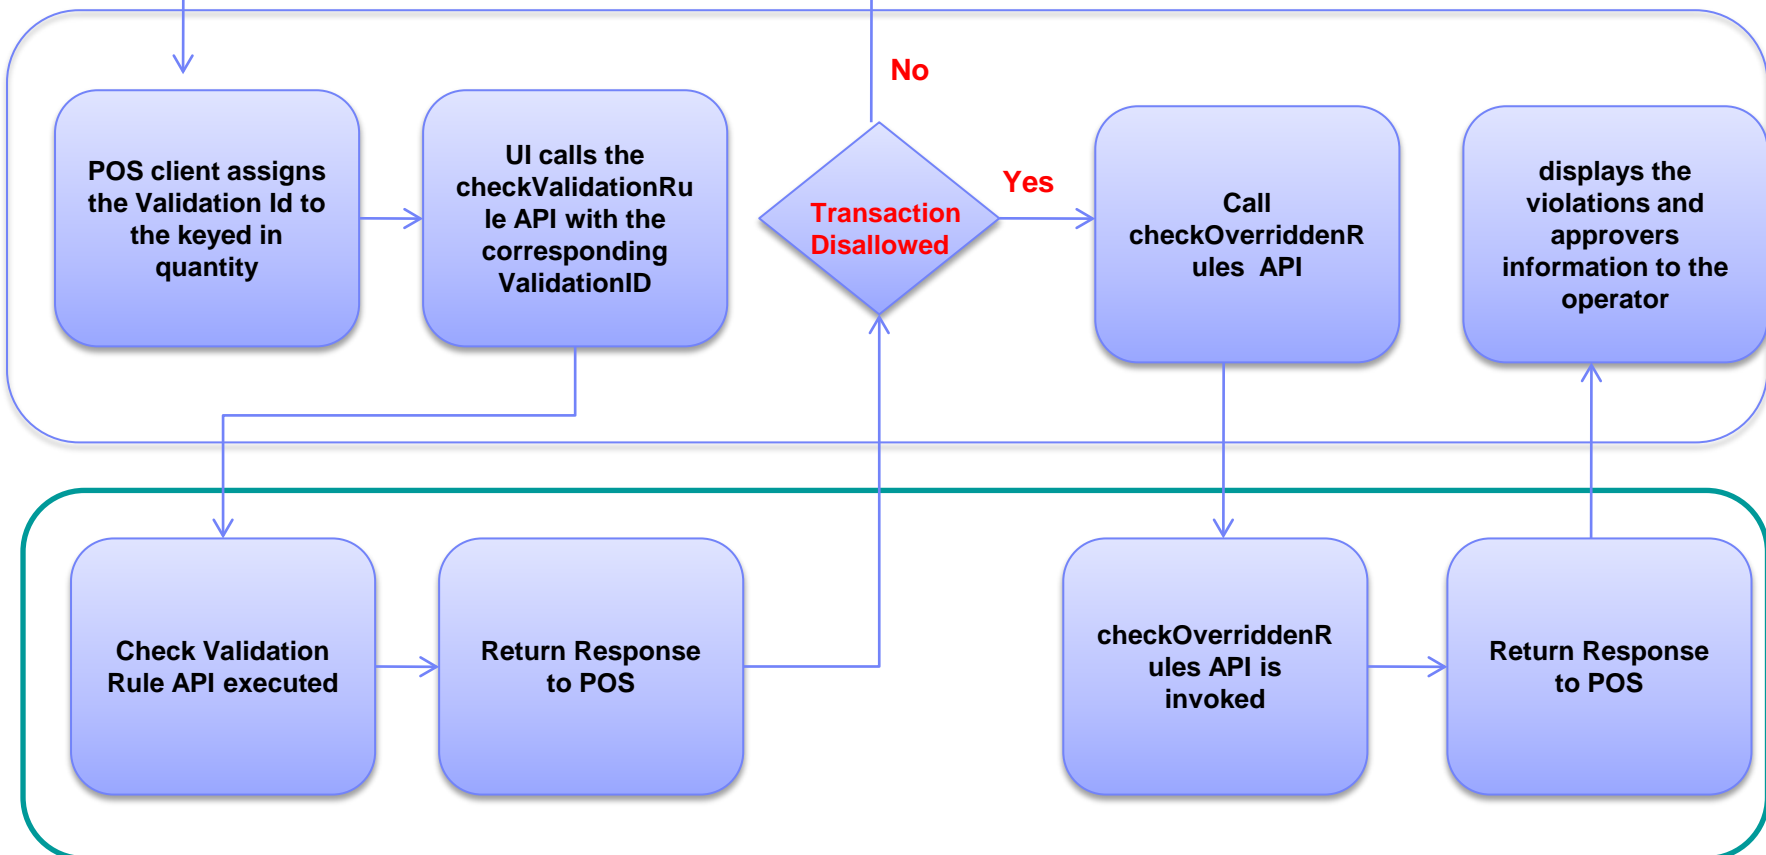 No
POS client assigns
the Validation Id to
the keyed in
quantity
UI calls the
checkValidationRu
le API with the
corresponding
ValidationID
Transaction
Disallowed
Yes
Call
checkOverriddenR
ules API
displays the
violations and
approvers
information to the
operator
Check Validation
Rule API executed
Return Response
to POS
checkOverriddenR
ules API is
invoked
Return Response
to POS